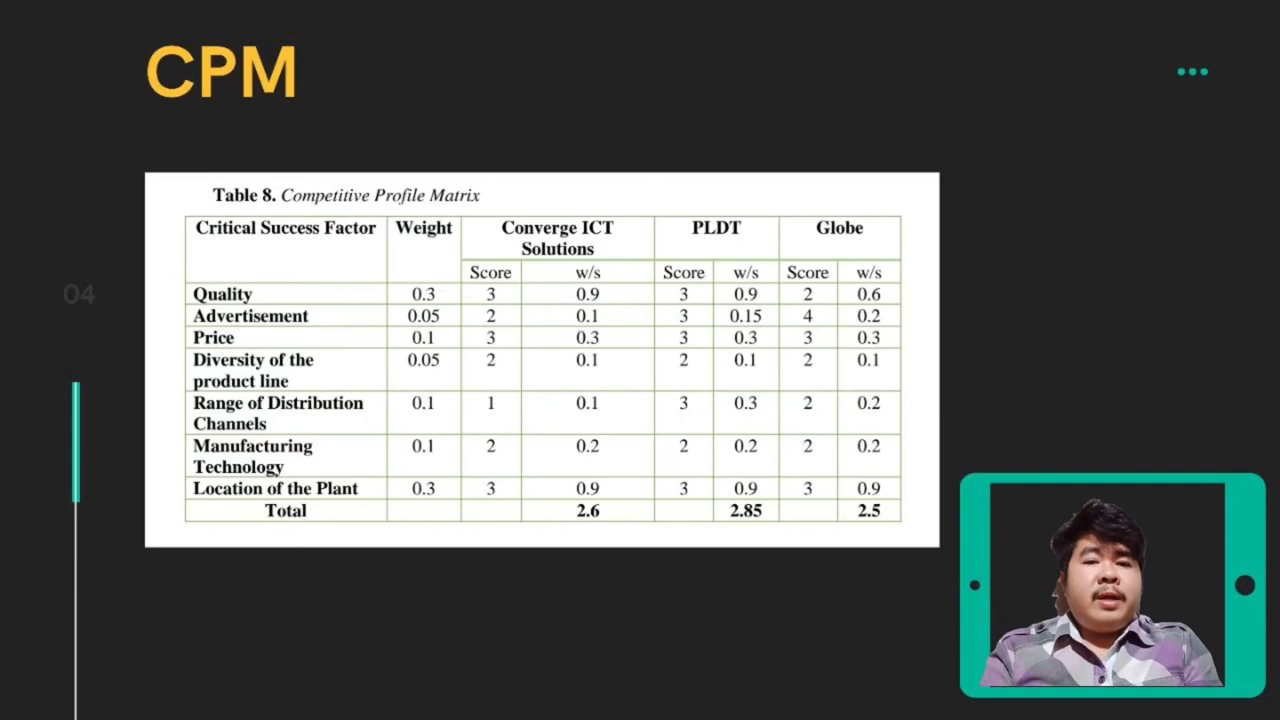 CPM
Table 8. Competitive Profile Matrix
Critical Success Factor Weight Converge ICT Solutions PLDT Globe
Score w/s Score w/s Score w/s
Quality 0.3 3 0.9 3 0.9 2 0.6
Advertisement 0.05 2 0.1 3 0.15 4 0.2
Price 0.1 3 0.3 3 0.3 3 0.3
Diversity of the product line 0.05 2 0.1 2 0.1 2 0.1
Range of Distribution Channels 0.1 1 0.1 3 0.3 2 0.2
Manufacturing Technology 0.1 2 0.2 2 0.2 2 0.2
Location of the Plant 0.3 3 0.9 3 0.9 3 0.9
Total 2.6 2.85 2.5
04